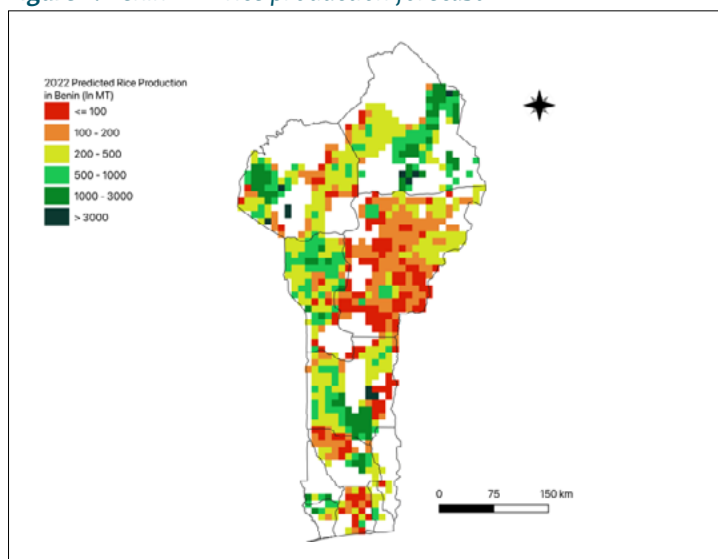 2022 Predicted Rice Production
in Benin (In MT)
<= 100
100 - 200
200 - 500
500 - 1000
1000 - 3000
> 3000
0 75 150 km